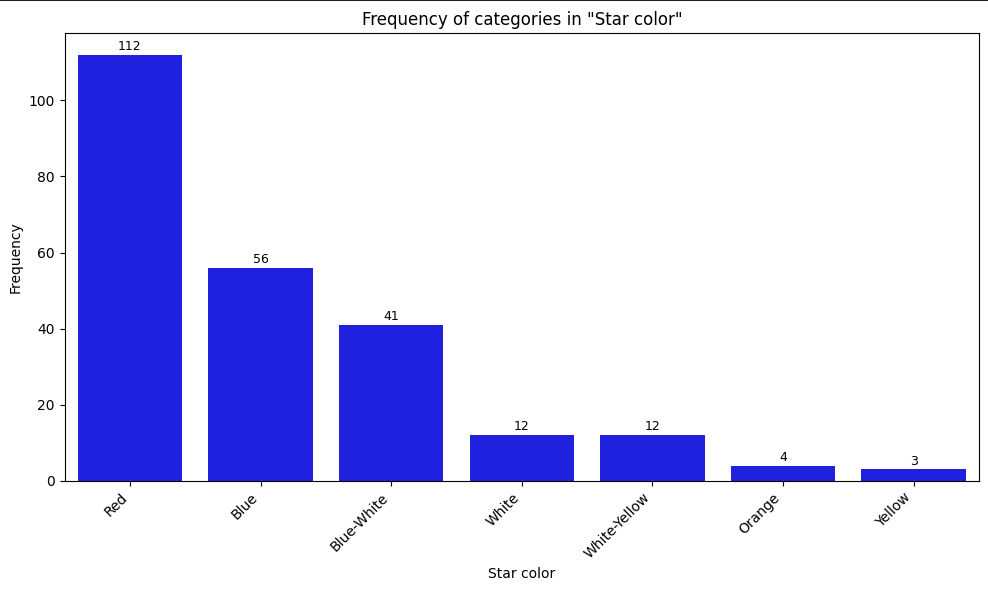 Frequency of categories in "Star color"
112
100
80
60
40
20
0
Frequency
56
41
12
12
4
3
Red
Blue
Blue-White
White
White-Yellow
Orange
Yellow
Star color